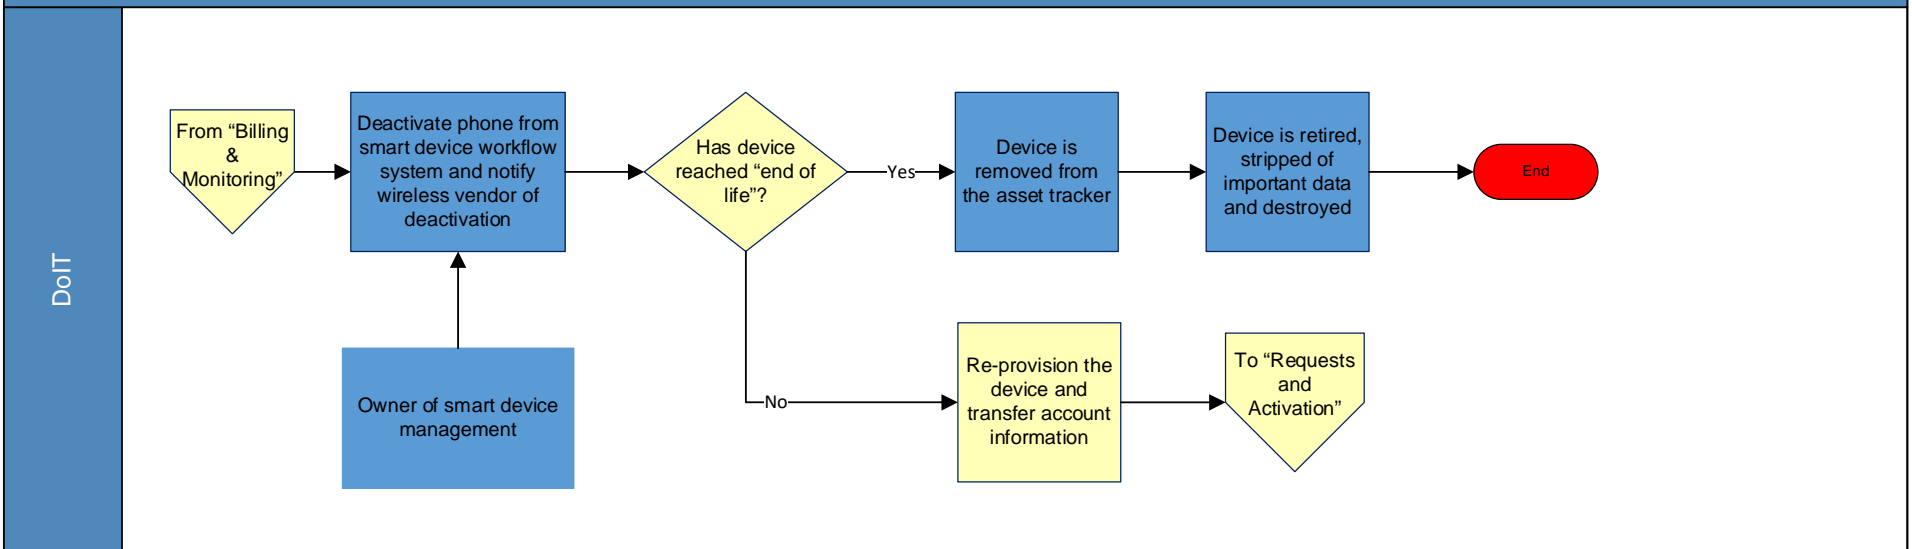 DoIT
From “Billing
&
Monitoring”
Deactivate phone from
smart device workflow
system and notify
wireless vendor of
deactivation
Has device
reached “end of
life”?
Yes
Device is
removed from
the asset tracker
Device is retired,
stripped of
important data
and destroyed
End
Owner of smart device
management
No
Re-provision the
device and
transfer account
information
To “Requests
and
Activation”